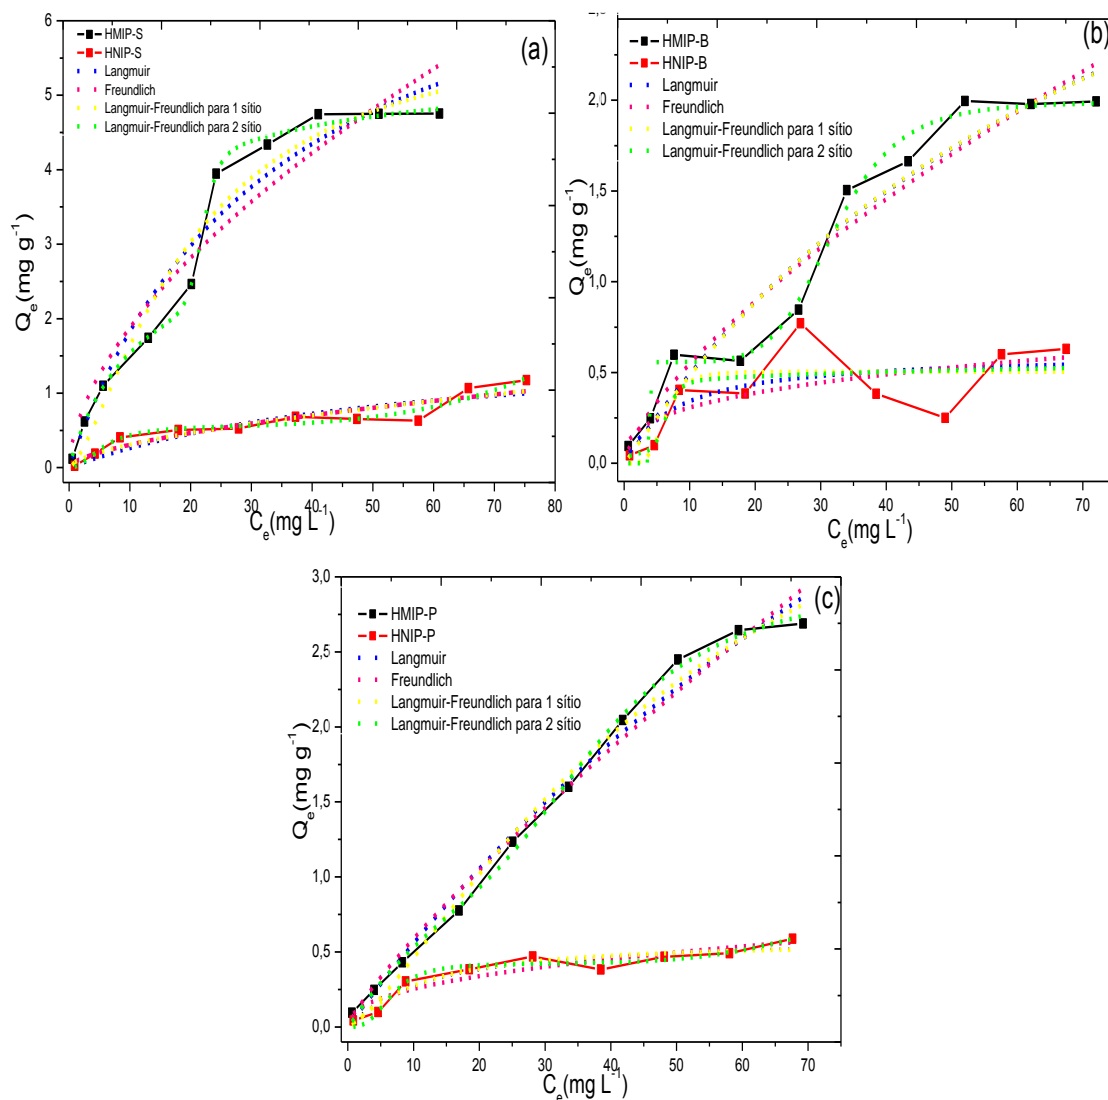 (a)
HMIP-S
HNIP-S
Langmuir
Freundlich
Langmuir-Freundlich para 1 sítio
Langmuir-Freundlich para 2 sítio
6
5
4
3
2
1
0
Qe(mg g-1)
0 10 20 30 40 50 60 70 80
Ce(mg L-1)
(b)
HMIP-B
HNIP-B
Langmuir
Freundlich
Langmuir-Freundlich para 1 sítio
Langmuir-Freundlich para 2 sítio
2,0
1,5
1,0
0,5
0,0
Qe(mg g-1)
0 10 20 30 40 50 60 70
Ce(mg L-1)
(c)
HMIP-P
HNIP-P
Langmuir
Freundlich
Langmuir-Freundlich para 1 sítio
Langmuir-Freundlich para 2 sítio
3,0
2,5
2,0
1,5
1,0
0,5
0,0
Qe(mg g-1)
0 10 20 30 40 50 60 70
Ce(mg L-1)